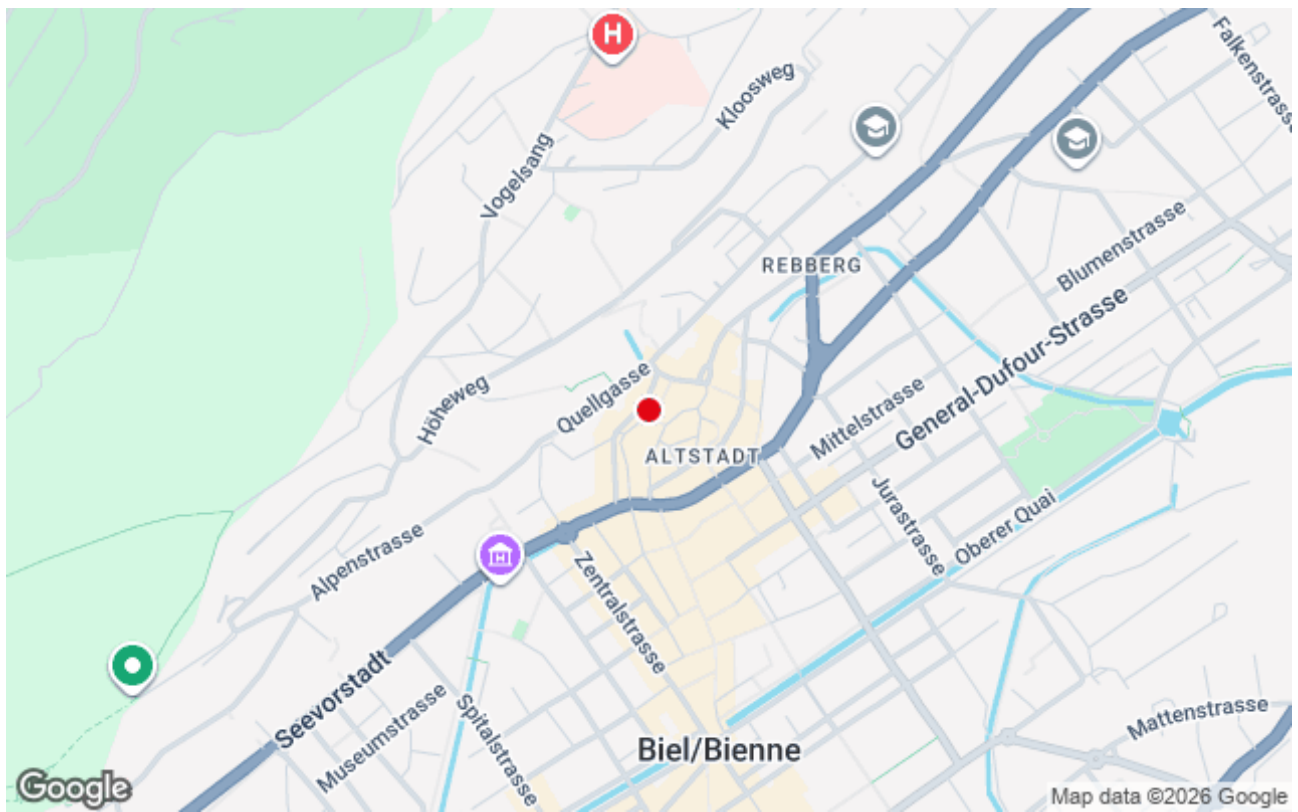 Falkenstrasse
H
Kloosweg
Vogelsang
Blumenstrasse
REBBERG
General-Dufour-Strasse
Höheweg
Quellgasse
Mittelstrasse
ALTSTADT
Jurastrasse
Oberer Quai
Alpenstrasse
H
Zentralstrasse
Seevorstadt
Museumstrasse
Spitalstrasse
Mattenstrasse
Biel/Bienne
Google
Map data ©2026 Google